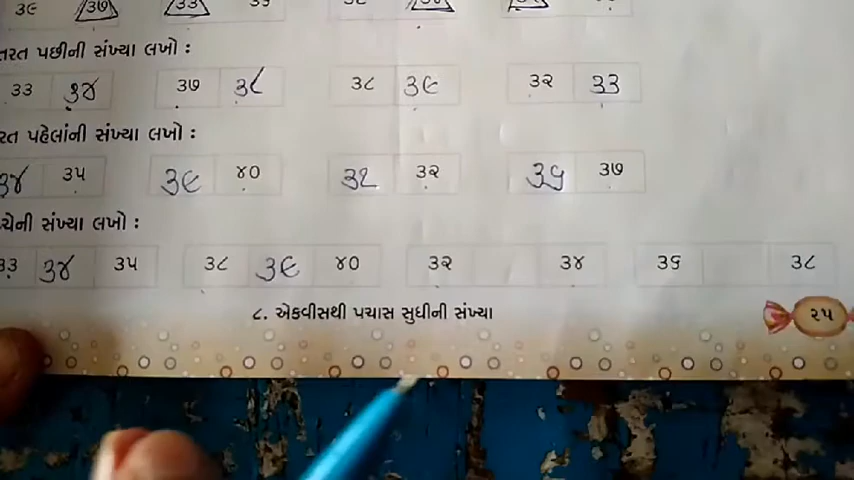 ૩૯ ૩૭ ૩૩
તરત પછીની સંખ્યા લખો :
૩૩ ૩૪ ૩૭ ૩૮ ૩૮ ૩૯ ૩૨ ૩૩
રત પહેલાંની સંખ્યા લખો :
૩૪ ૩૫ ૩૯ ૪૦ ૩૧ ૩૨ ૩૬ ૩૭
ચેની સંખ્યા લખો :
૩૩ ૩૪ ૩૫ ૩૮ ૩૯ ૪૦ ૩૨ ૩૪ ૩૬ ૩૮
૮. એકવીસથી પચાસ સુધીની સંખ્યા ૨૫